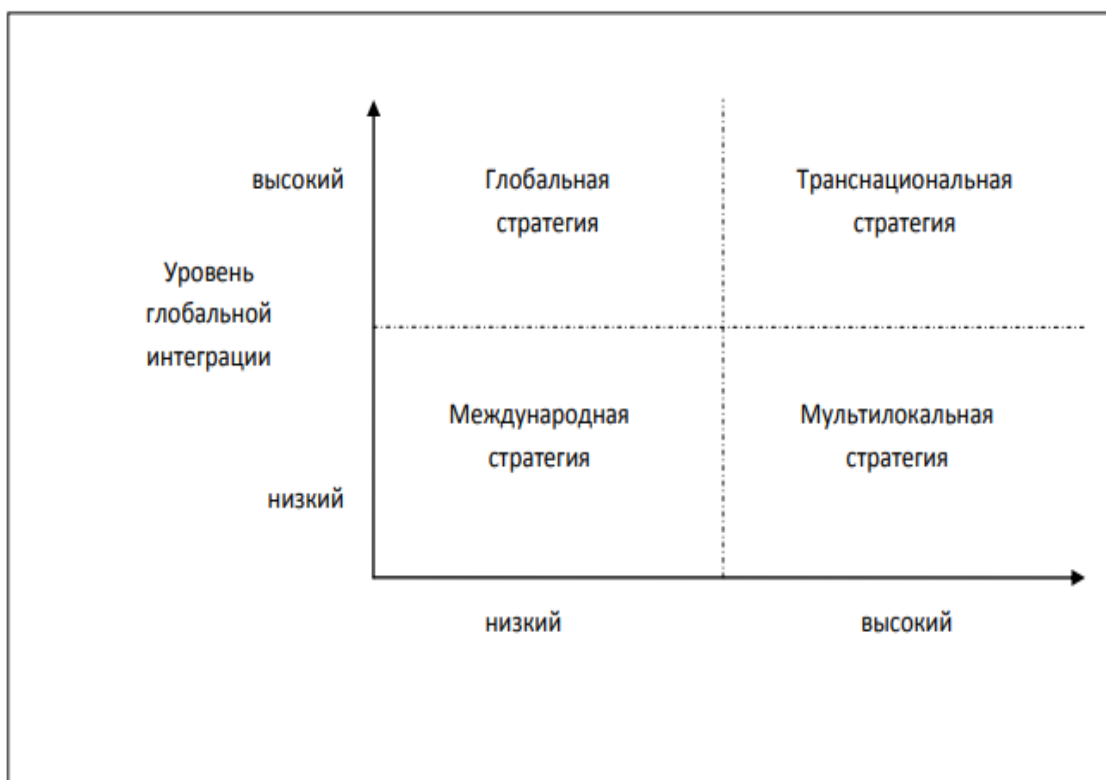 высокий
Глобальная
стратегия
Транснациональная
стратегия
Уровень
глобальной
интеграции
Международная
стратегия
Мультилокальная
стратегия
низкий
низкий
высокий